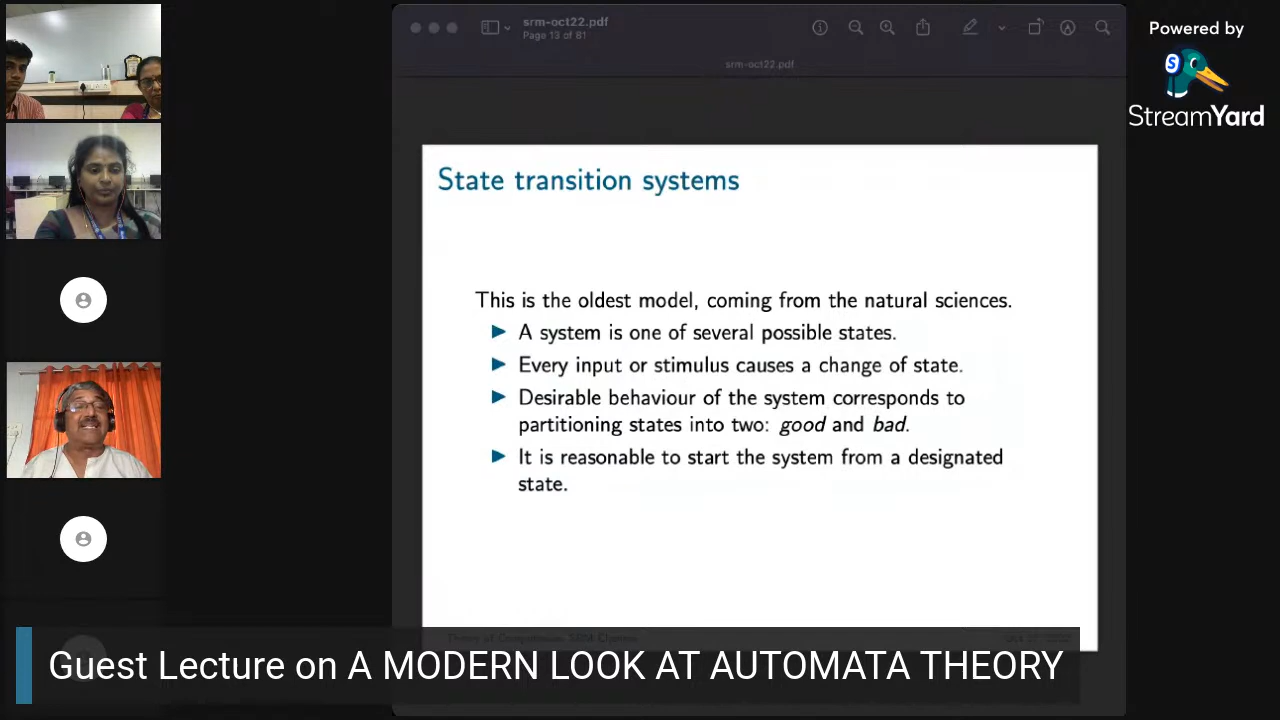 srm-oct22.pdf
Page 13 of 81
srm-oct22.pdf
Powered by
StreamYard
State transition systems
This is the oldest model, coming from the natural sciences.
A system is one of several possible states.
Every input or stimulus causes a change of state.
Desirable behaviour of the system corresponds to
partitioning states into two: good and bad.
It is reasonable to start the system from a designated
state.
Guest Lecture on A MODERN LOOK AT AUTOMATA THEORY